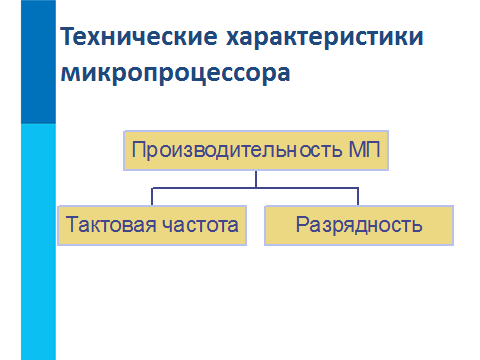 Технические характеристики
микропроцессора
Производительность МП
Тактовая частота
Разрядность